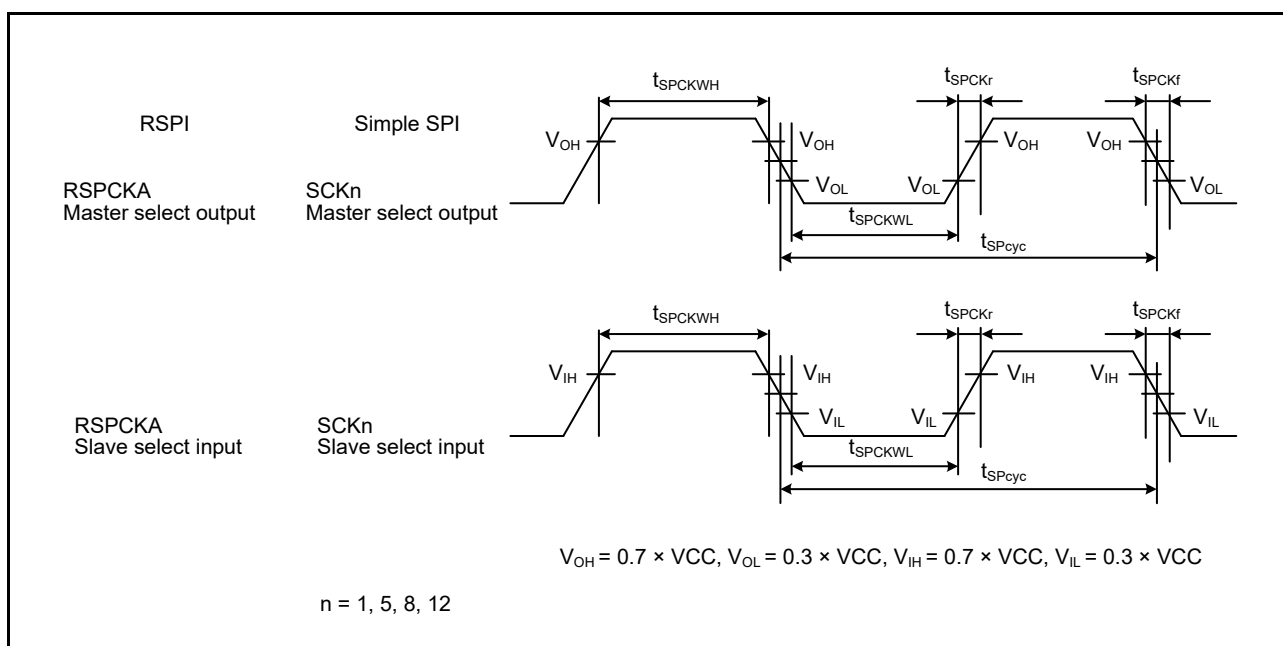 tSPCKWH
tSPCKr
tSPCKf
RSPI
Simple SPI
VOH
VOH
VOH
VOH
RSPCKA
Master select output
SCKn
Master select output
VOL
VOL
VOL
tSPCKWL
tSPcyc
tSPCKWH
tSPCKr
tSPCKf
VIH
VIH
VIH
VIH
RSPCKA
Slave select input
SCKn
Slave select input
VIL
VIL
VIL
tSPCKWL
tSPcyc
VOH = 0.7 × VCC, VOL = 0.3 × VCC, VIH = 0.7 × VCC, VIL = 0.3 × VCC
n = 1, 5, 8, 12